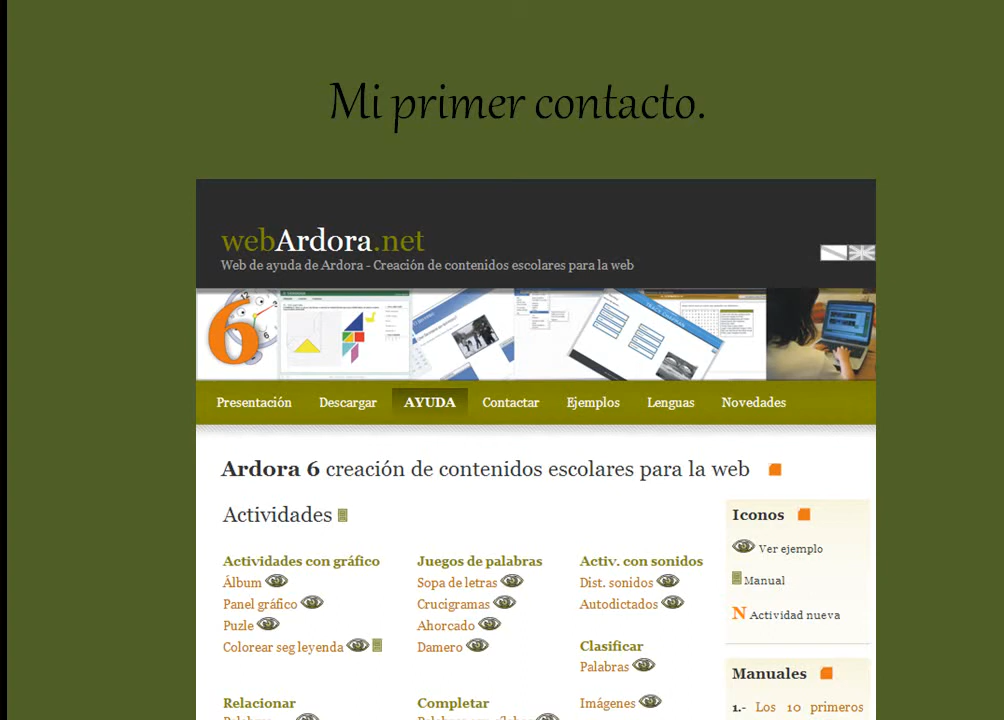 Mi primer contacto.
webArdora.net
Web de ayuda de Ardora - Creación de contenidos escolares para la web
6
Presentación Descargar AYUDA Contactar Ejemplos Lenguas Novedades
Ardora 6 creación de contenidos escolares para la web
Actividades
Actividades con gráfico
Álbum
Panel gráfico
Puzle
Colorear seg leyenda
Relacionar
Juegos de palabras
Sopa de letras
Crucigramas
Ahorcado
Damero
Completar
Activ. con sonidos
Dist. sonidos
Autodictados
Clasificar
Palabras
Imágenes
Iconos
Ver ejemplo
Manual
N Actividad nueva
Manuales
1.- Los 10 primeros